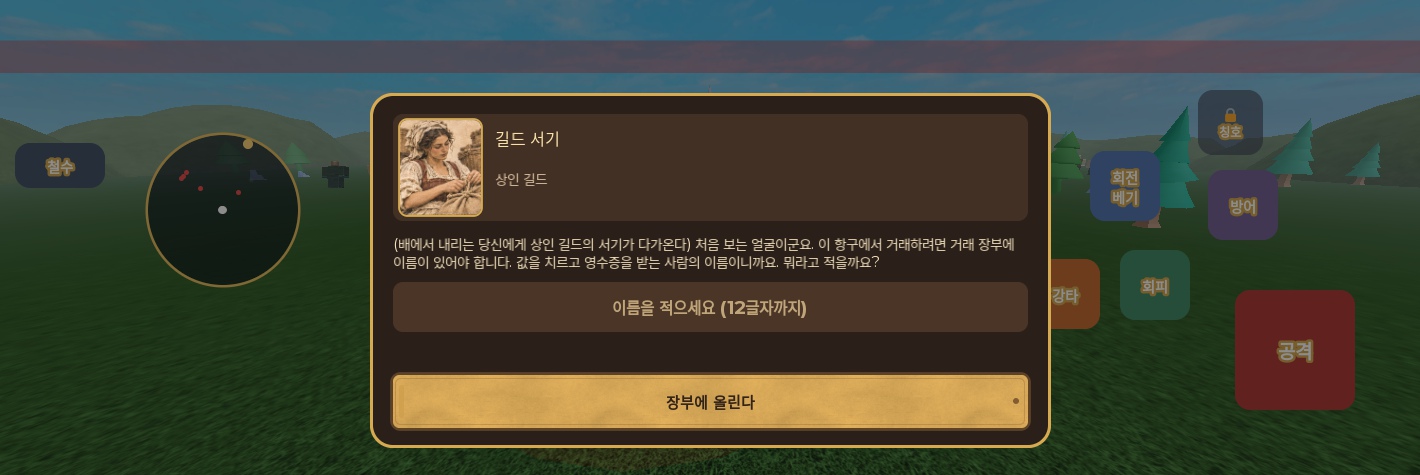 길드 서기
상인 길드
(배에서 내리는 당신에게 상인 길드의 서기가 다가온다) 처음 보는 얼굴이군요. 이 항구에서 거래하려면 거래 장부에
이름이 있어야 합니다. 값을 치르고 영수증을 받는 사람의 이름이니까요. 뭐라고 적을까요?
이름을 적으세요 (12글자까지)
장부에 올린다
철수
칭호
회전
베기
방어
강타
회피
공격